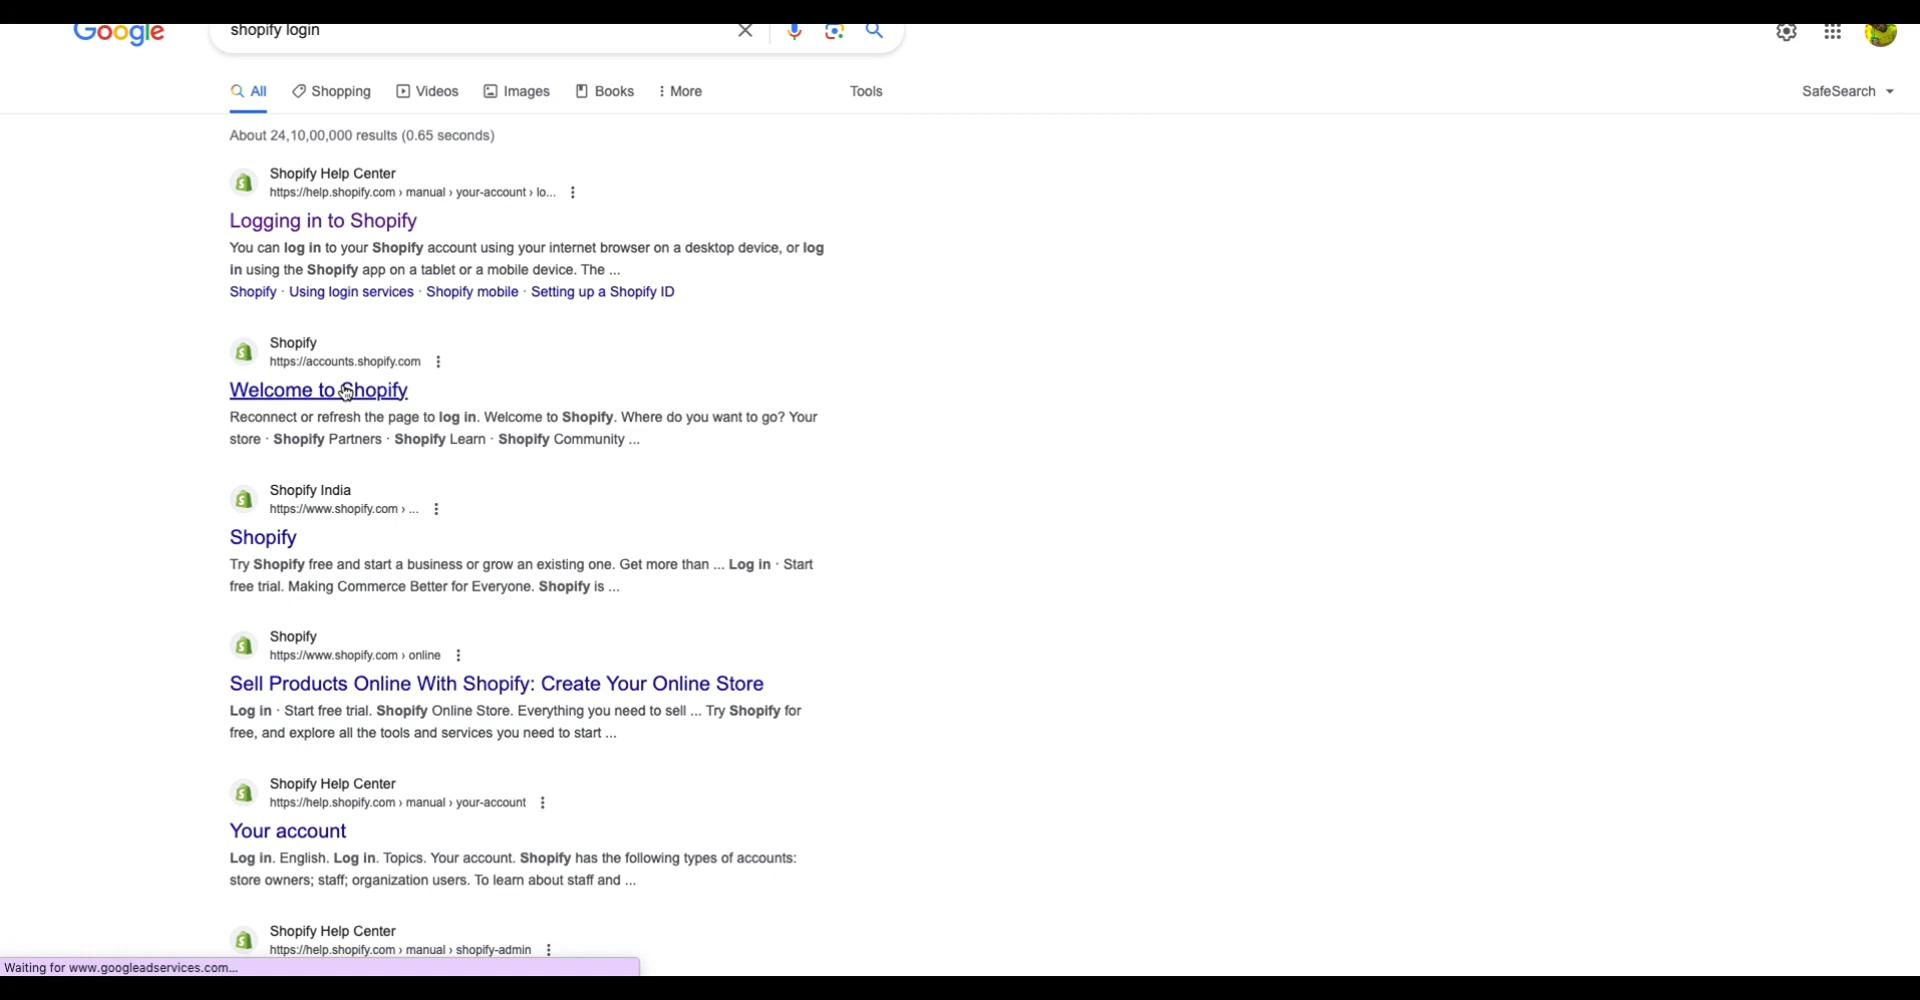 Google
shopify login
All
Shopping
Videos
Images
Books
More
Tools
SafeSearch
About 24,10,00,000 results (0.65 seconds)
Shopify Help Center
https://help.shopify.com › manual › your-account › lo...
Logging in to Shopify
You can log in to your Shopify account using your internet browser on a desktop device, or log
in using the Shopify app on a tablet or a mobile device. The ...
Shopify · Using login services · Shopify mobile · Setting up a Shopify ID
Shopify
https://accounts.shopify.com
Welcome to Shopify
Reconnect or refresh the page to log in. Welcome to Shopify. Where do you want to go? Your
store · Shopify Partners · Shopify Learn · Shopify Community ...
Shopify India
https://www.shopify.com › ...
Shopify
Try Shopify free and start a business or grow an existing one. Get more than ... Log in · Start
free trial. Making Commerce Better for Everyone. Shopify is ...
Shopify
https://www.shopify.com › online
Sell Products Online With Shopify: Create Your Online Store
Log in · Start free trial. Shopify Online Store. Everything you need to sell ... Try Shopify for
free, and explore all the tools and services you need to start ...
Shopify Help Center
https://help.shopify.com › manual › your-account
Your account
Log in. English. Log in. Topics. Your account. Shopify has the following types of accounts:
store owners; staff; organization users. To learn about staff and ...
Shopify Help Center
https://help.shopify.com › manual › shopify-admin
Waiting for www.googleadservices.com...